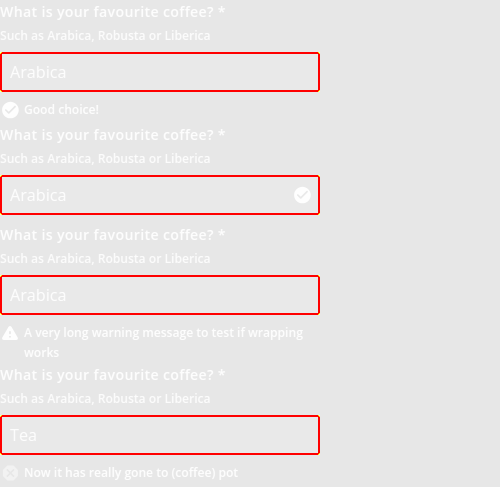 What is your favourite coffee? *
Such as Arabica, Robusta or Liberica
Arabica
Good choice!
What is your favourite coffee? *
Such as Arabica, Robusta or Liberica
Arabica
What is your favourite coffee? *
Such as Arabica, Robusta or Liberica
Arabica
A very long warning message to test if wrapping
works
What is your favourite coffee? *
Such as Arabica, Robusta or Liberica
Tea
Now it has really gone to (coffee) pot